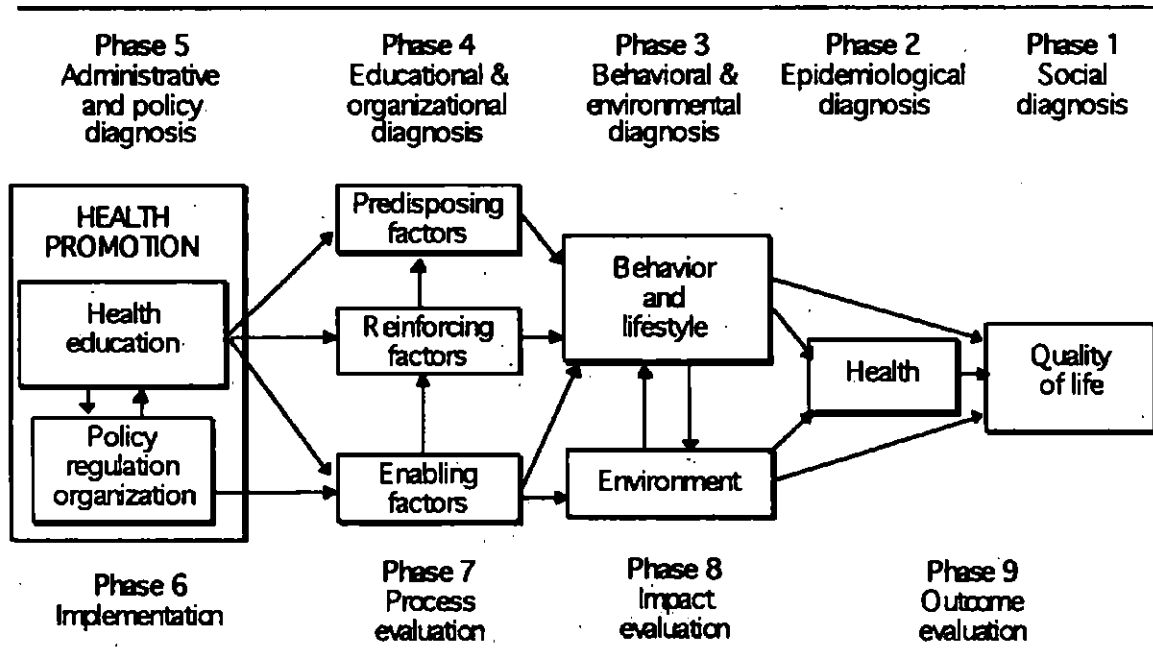 Phase 5
Administrative
and policy
diagnosis
Phase 4
Educational &
organizational
diagnosis
Phase 3
Behavioral &
environmental
diagnosis
Phase 2
Epidemiological
diagnosis
Phase 1
Social
diagnosis
HEALTH
PROMOTION
Health
education
Policy
regulation
organization
Predisposing
factors
Reinforcing
factors
Enabling
factors
Behavior
and
lifestyle
Environment
Health
Quality
of life
Phase 6
Implementation
Phase 7
Process
evaluation
Phase 8
Impact
evaluation
Phase 9
Outcome
evaluation